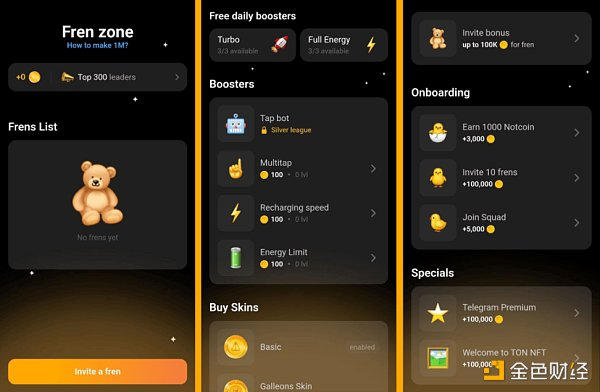 Fren zone
How to make 1M?
+0
Top 300 leaders
Frens List
No frens yet
Invite a fren
Free daily boosters
Turbo
3/3 available
Full Energy
3/3 available
Boosters
Tap bot
Silver league
Multitap
100 • 0 lvl
Recharging speed
100 • 0 lvl
Energy Limit
100 • 0 lvl
Buy Skins
Basic
enabled
Galleons Skin
Invite bonus
up to 100K for fren
Onboarding
Earn 1000 Notcoin
+3,000
Invite 10 frens
+100,000
Join Squad
+5,000
Specials
Telegram Premium
+100,000
Welcome to TON NFT
+100,000
金色财经